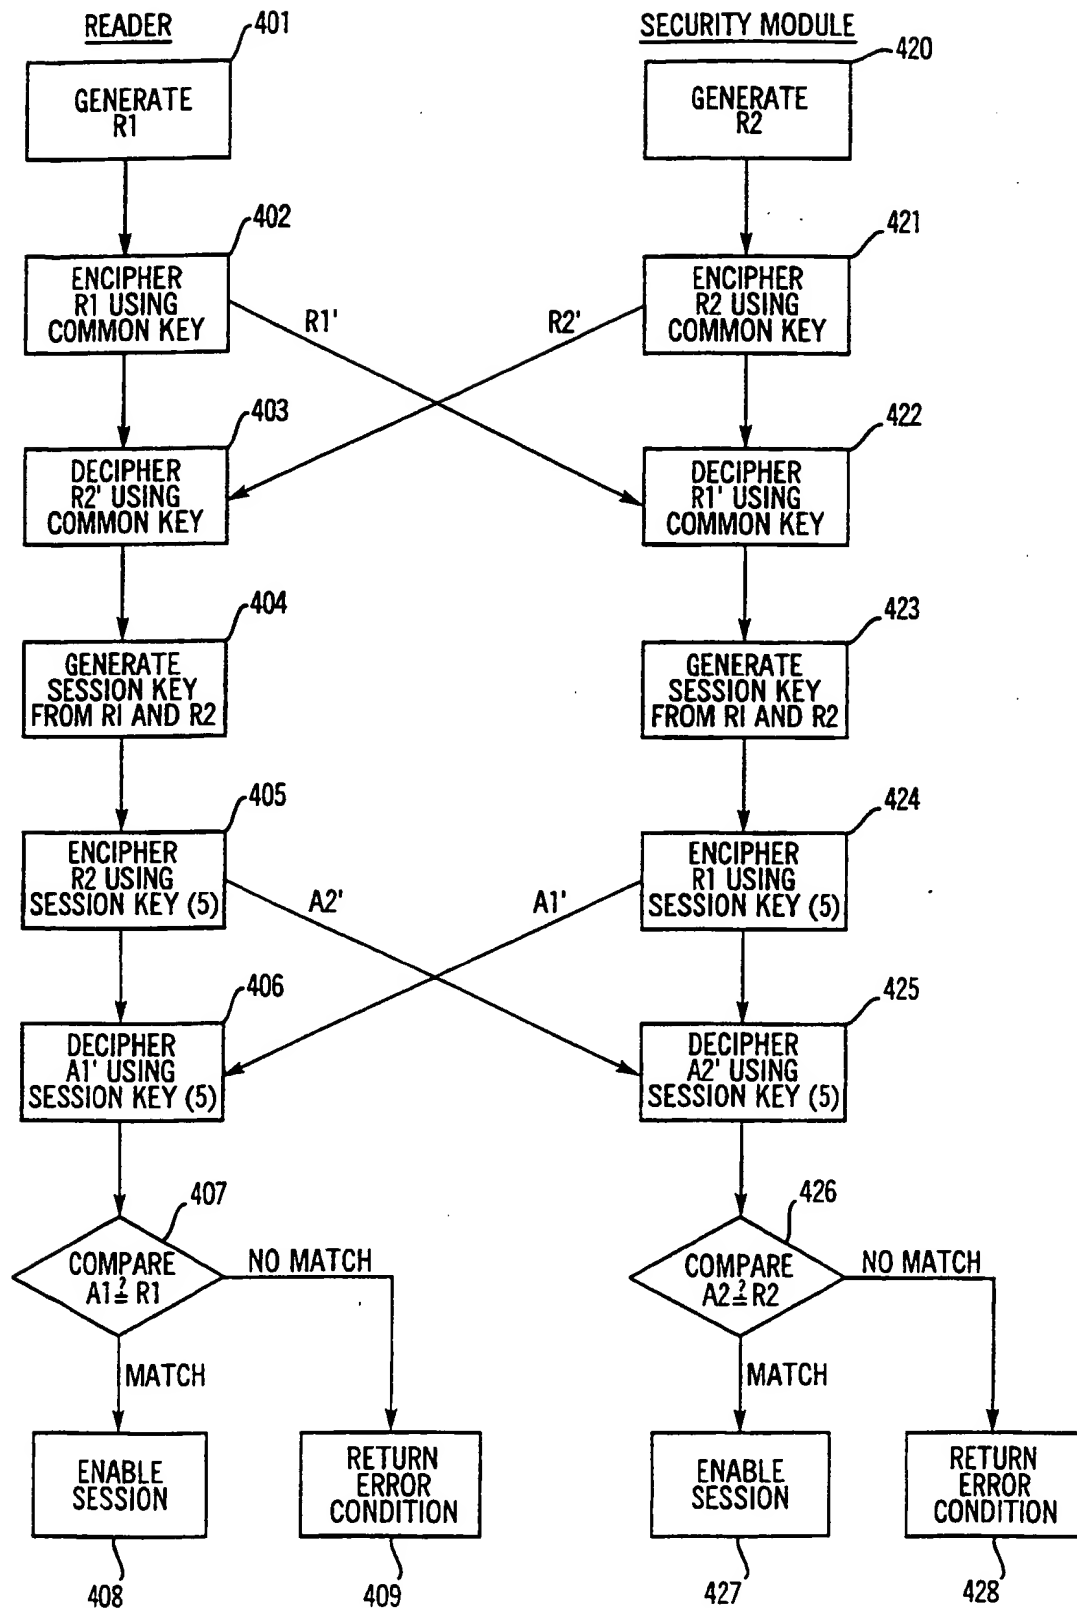 READER
401
GENERATE
R1
402
ENCIPHER
R1 USING
COMMON KEY
R1'
403
DECIPHER
R2' USING
COMMON KEY
404
GENERATE
SESSION KEY
FROM R1 AND R2
405
ENCIPHER
R2 USING
SESSION KEY (5)
A2'
406
DECIPHER
A1' USING
SESSION KEY (5)
407
COMPARE
A1 ≟ R1
NO MATCH
MATCH
ENABLE
SESSION
408
RETURN
ERROR
CONDITION
409
SECURITY MODULE
420
GENERATE
R2
421
ENCIPHER
R2 USING
COMMON KEY
R2'
422
DECIPHER
R1' USING
COMMON KEY
423
GENERATE
SESSION KEY
FROM R1 AND R2
424
ENCIPHER
R1 USING
SESSION KEY (5)
A1'
425
DECIPHER
A2' USING
SESSION KEY (5)
426
COMPARE
A2 ≟ R2
NO MATCH
MATCH
ENABLE
SESSION
427
RETURN
ERROR
CONDITION
428